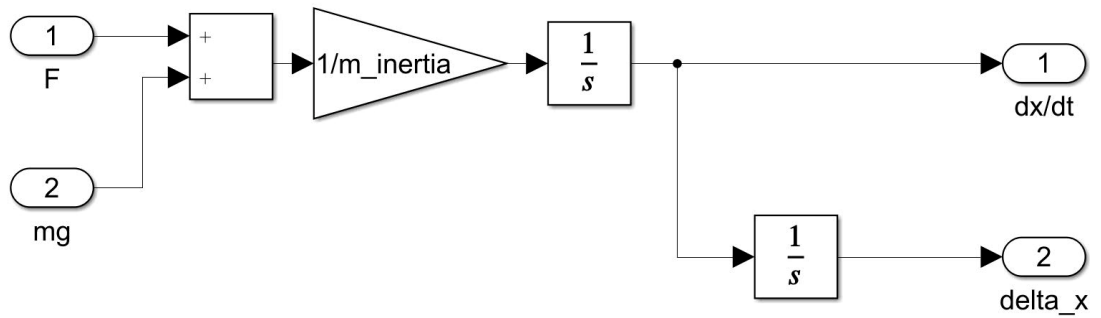 1
F
2
mg
+
+
1/m_inertia
1
s
1
dx/dt
1
s
2
delta_x